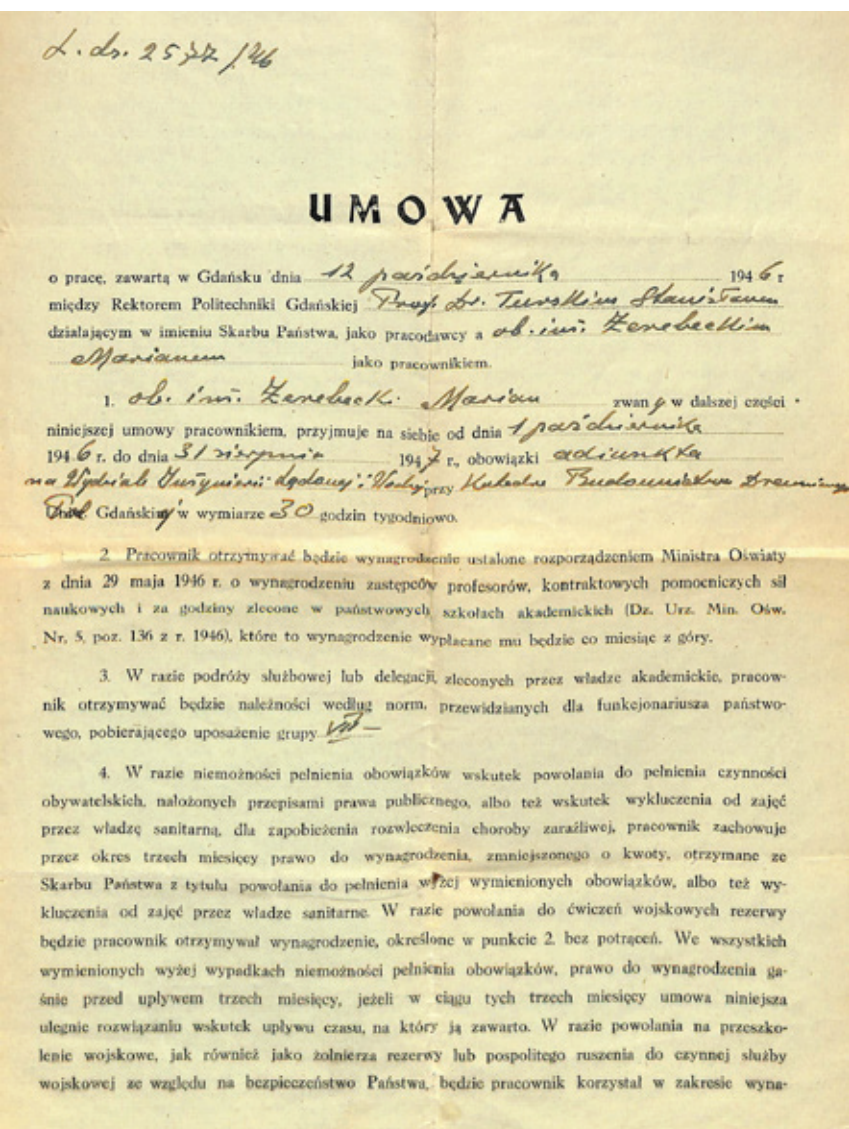 L. dz. 2577/46
UMOWA
o pracę, zawartą w Gdańsku dnia 12 października 1946 r
między Rektorem Politechniki Gdańskiej Prof. Dr. Turskim Stanisławem
działającym w imieniu Skarbu Państwa, jako pracodawcy a ob. inż. Żerebeckim
Marianem jako pracownikiem.
1. ob. inż. Żerebecki Marian zwany w dalszej części
niniejszej umowy pracownikiem, przyjmuje na siebie od dnia 1 października
1946 r. do dnia 31 sierpnia 1947 r., obowiązki adiunkta
na Wydziale Inżynierii Lądowej i Wodnej przy Katedrze Budownictwa Drewnianego
Pol. Gdańskiej w wymiarze 30 godzin tygodniowo.
2. Pracownik otrzymywać będzie wynagrodzenie ustalone rozporządzeniem Ministra Oświaty
z dnia 29 maja 1946 r. o wynagrodzeniu zastępców profesorów, kontraktowych pomocniczych sił
naukowych i za godziny zlecone w państwowych szkołach akademickich (Dz. Urz. Min. Ośw.
Nr. 5, poz. 136 z r. 1946), które to wynagrodzenie wypłacane mu będzie co miesiąc z góry.
3. W razie podróży służbowej lub delegacji, zleconych przez władze akademickie, pracow-
nik otrzymywać będzie należności według norm, przewidzianych dla funkcjonariusza państwo-
wego, pobierającego uposażenie grupy VII —
4. W razie niemożności pełnienia obowiązków wskutek powołania do pełnienia czynności
obywatelskich, nałożonych przepisami prawa publicznego, albo też wskutek wykluczenia od zajęć
przez władzę sanitarną, dla zapobieżenia rozwleczenia choroby zaraźliwej, pracownik zachowuje
przez okres trzech miesięcy prawo do wynagrodzenia, zmniejszonego o kwoty, otrzymane ze
Skarbu Państwa z tytułu powołania do pełnienia wyżej wymienionych obowiązków, albo też wy-
kluczenia od zajęć przez władze sanitarne. W razie powołania do ćwiczeń wojskowych rezerwy
będzie pracownik otrzymywał wynagrodzenie, określone w punkcie 2, bez potrąceń. We wszystkich
wymienionych wyżej wypadkach niemożności pełnienia obowiązków, prawo do wynagrodzenia ga-
śnie przed upływem trzech miesięcy, jeżeli w ciągu tych trzech miesięcy umowa niniejsza
ulegnie rozwiązaniu wskutek upływu czasu, na który ją zawarto. W razie powołania na przeszko-
lenie wojskowe, jak również jako żołnierza rezerwy lub pospolitego ruszenia do czynnej służby
wojskowej ze względu na bezpieczeństwo Państwa, będzie pracownik korzystał w zakresie wyna-